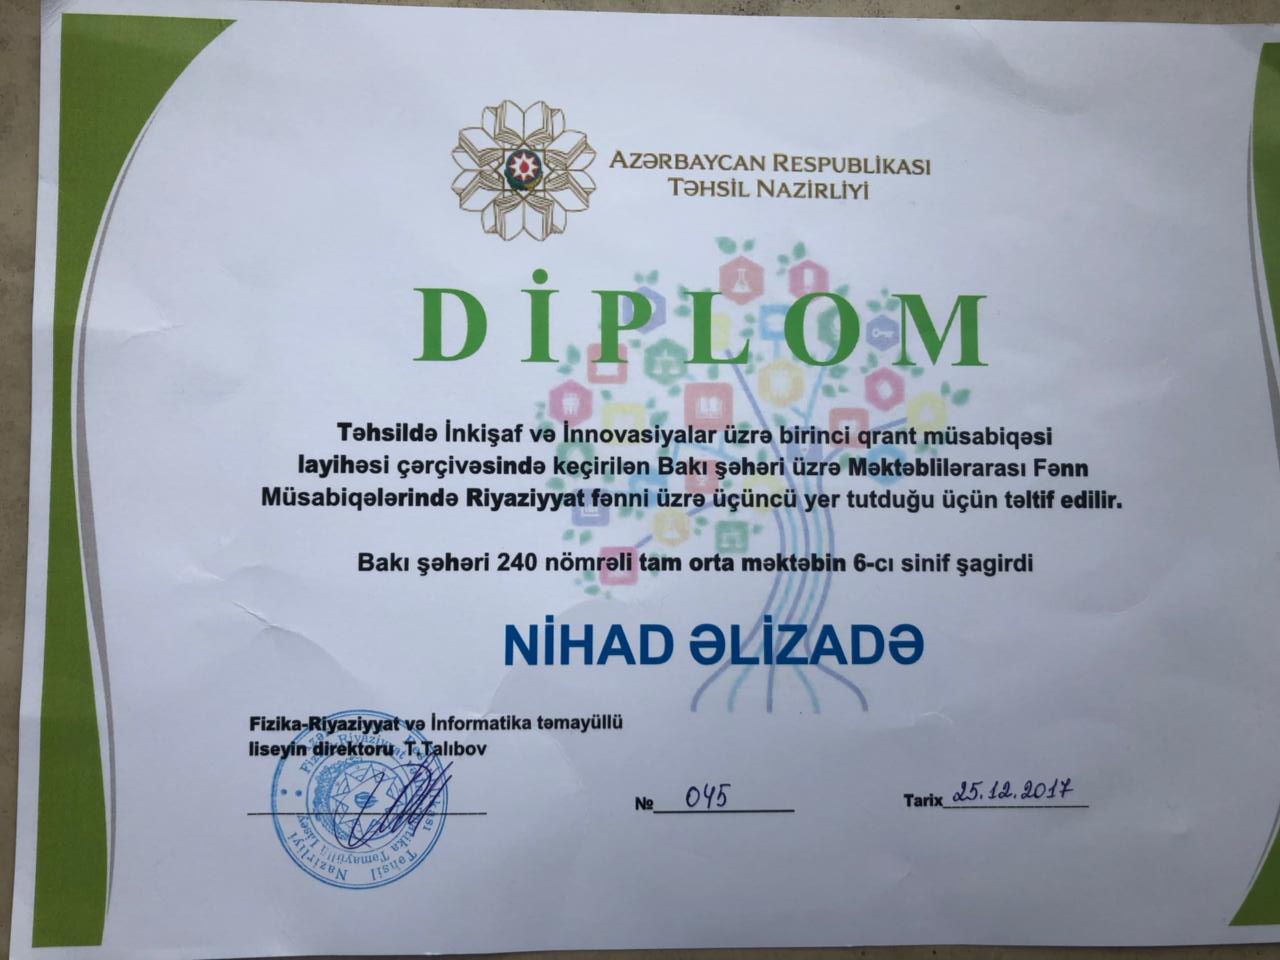 AZƏRBAYCAN RESPUBLİKASI
TƏHSİL NAZİRLİYİ
DİPLOM
Təhsildə İnkişaf və İnnovasiyalar üzrə birinci qrant müsabiqəsi
layihəsi çərçivəsində keçirilən Bakı şəhəri üzrə Məktəblilərarası Fənn
Müsabiqələrində Riyaziyyat fənni üzrə üçüncü yer tutduğu üçün təltif edilir.
Bakı şəhəri 240 nömrəli tam orta məktəbin 6-cı sinif şagirdi
NİHAD ƏLİZADƏ
Fizika-Riyaziyyat və İnformatika təmayüllü
liseyin direktoru T.Talıbov
№ 045
Tarix 25.12.2017
Təhsil Nazirliyi